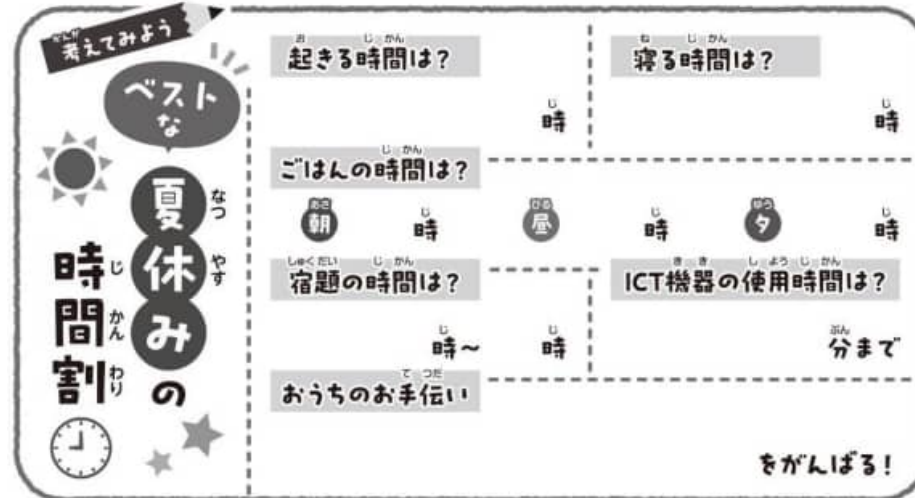 考えてみよう
ベスト
な
夏休みの
時間割
起きる時間は？
時
寝る時間は？
時
ごはんの時間は？
朝 時 昼 時 夕 時
宿題の時間は？
時～ 時
ICT機器の使用時間は？
分まで
おうちのお手伝い
をがんばる！